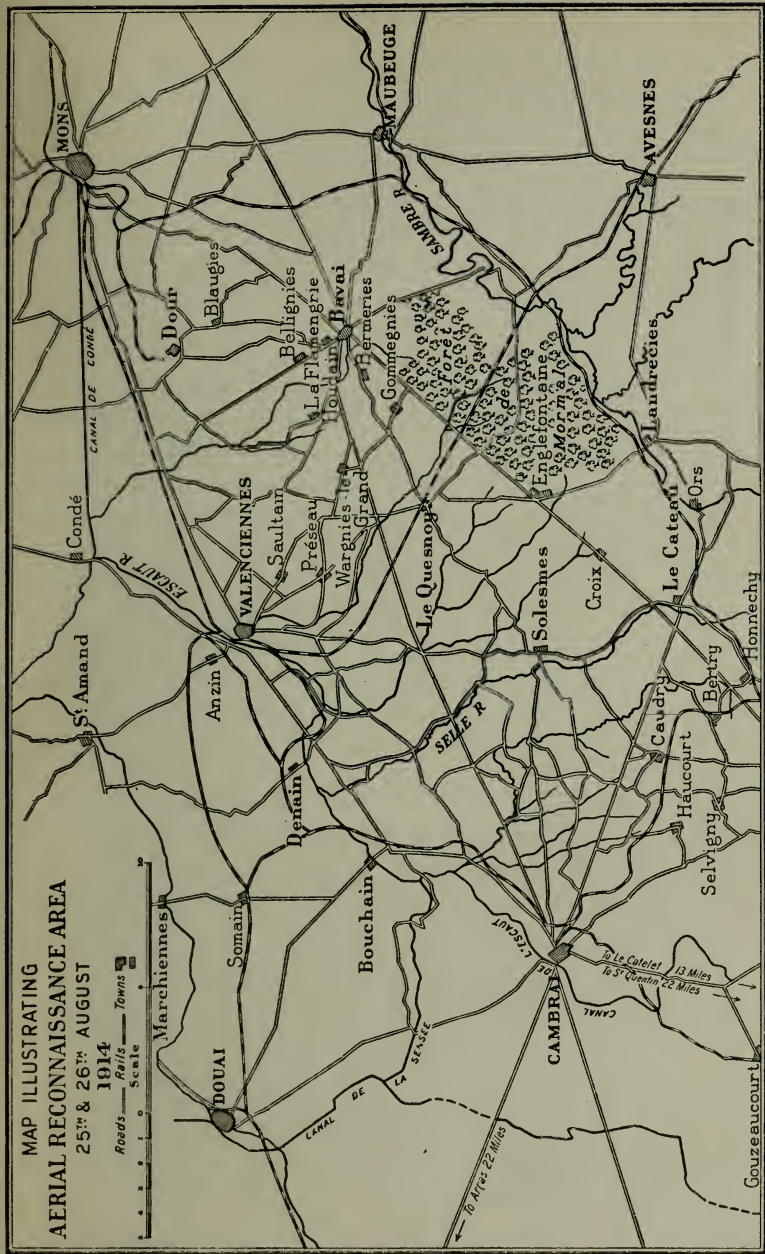 MAP ILLUSTRATING
AERIAL RECONNAISSANCE AREA
25TH & 26TH AUGUST
1914
Roads Rails Towns
Scale
St Amand
Condé
CANAL DE CONDÉ
MONS
Marchiennes
ESCAUT R.
Dour
Blaugies
DOUAI
Somain
Anzin
VALENCIENNES
Saultain
Préseau
Wargnies-le
Grand
Bellignies
La Flamengrie
Houdain
Bavai
Bermeries
Gommegnies
MAUBEUGE
SAMBRE R.
Denain
Bouchain
CANAL DE LA SENSÉE
Le Quesnoy
Forêt
de
Mormal
Englefontaine
SELLE R
Solesmes
Croix
CANAL DE L'ESCAUT
CAMBRAI
To Arras 22 Miles
To Le Catelet 13 Miles
To St Quentin 22 Miles
Landrecies
AVESNES
Le Cateau
Ors
Caudry
Haucourt
Bertry
Selvigny
Honnechy
Gouzeaucourt